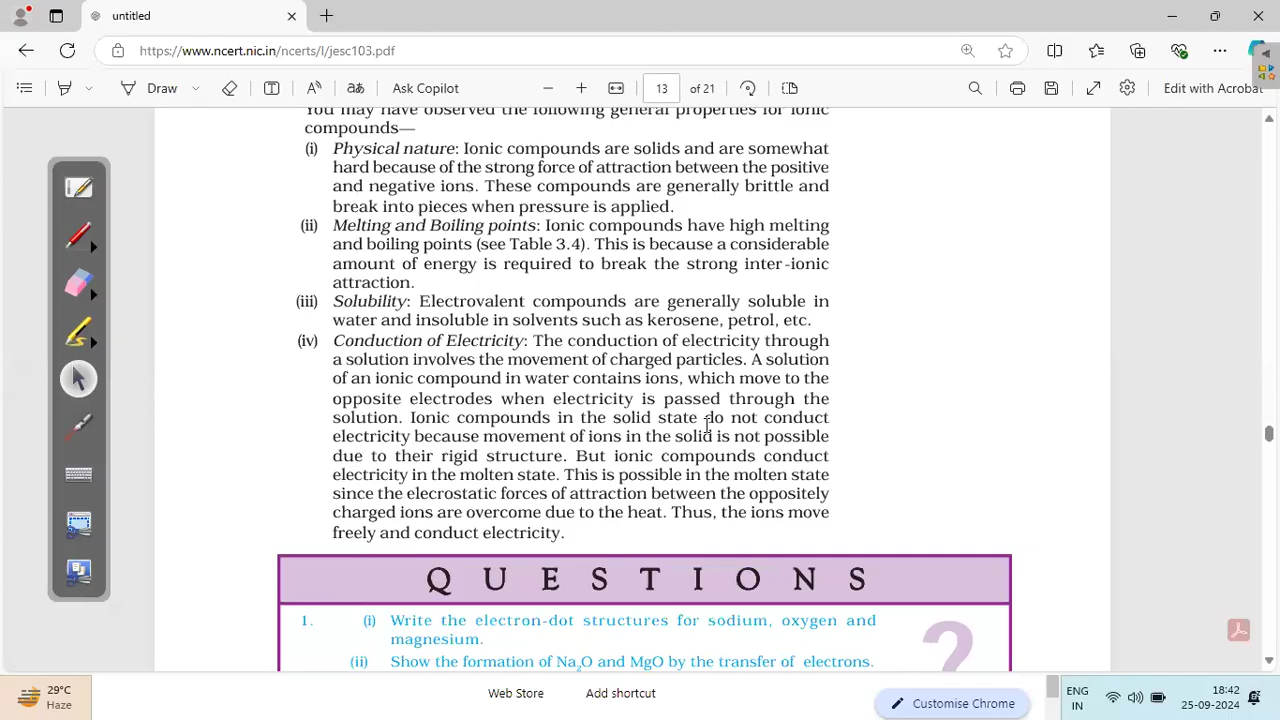 untitled
https://www.ncert.nic.in/ncerts/l/jesc103.pdf
Draw
Ask Copilot
13 of 21
Edit with Acrobat
You may have observed the following general properties for ionic
compounds—
(i) Physical nature: Ionic compounds are solids and are somewhat
hard because of the strong force of attraction between the positive
and negative ions. These compounds are generally brittle and
break into pieces when pressure is applied.
(ii) Melting and Boiling points: Ionic compounds have high melting
and boiling points (see Table 3.4). This is because a considerable
amount of energy is required to break the strong inter-ionic
attraction.
(iii) Solubility: Electrovalent compounds are generally soluble in
water and insoluble in solvents such as kerosene, petrol, etc.
(iv) Conduction of Electricity: The conduction of electricity through
a solution involves the movement of charged particles. A solution
of an ionic compound in water contains ions, which move to the
opposite electrodes when electricity is passed through the
solution. Ionic compounds in the solid state do not conduct
electricity because movement of ions in the solid is not possible
due to their rigid structure. But ionic compounds conduct
electricity in the molten state. This is possible in the molten state
since the elecrostatic forces of attraction between the oppositely
charged ions are overcome due to the heat. Thus, the ions move
freely and conduct electricity.
QUESTIONS
?
1. (i) Write the electron-dot structures for sodium, oxygen and
magnesium.
(ii) Show the formation of Na₂O and MgO by the transfer of electrons.
29°C
Haze
Web Store
Add shortcut
Customise Chrome
ENG
IN
18:42
25-09-2024